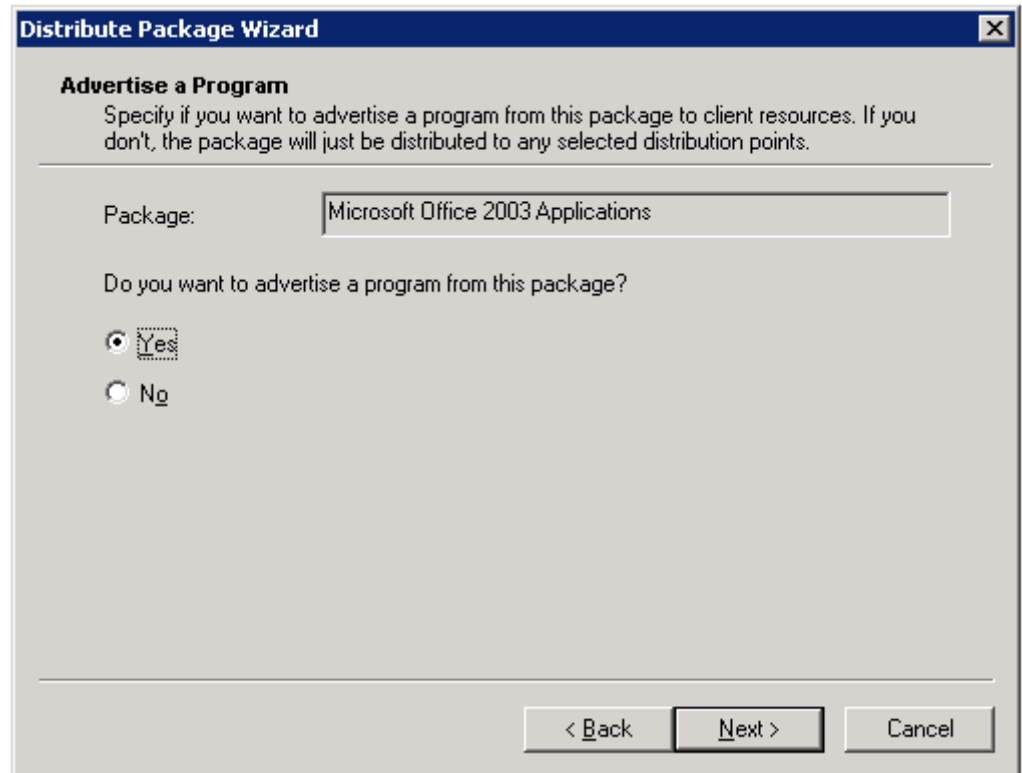 Distribute Package Wizard
Advertise a Program
Specify if you want to advertise a program from this package to client resources. If you
don't, the package will just be distributed to any selected distribution points.
Package: Microsoft Office 2003 Applications
Do you want to advertise a program from this package?
Yes
No
< Back Next > Cancel